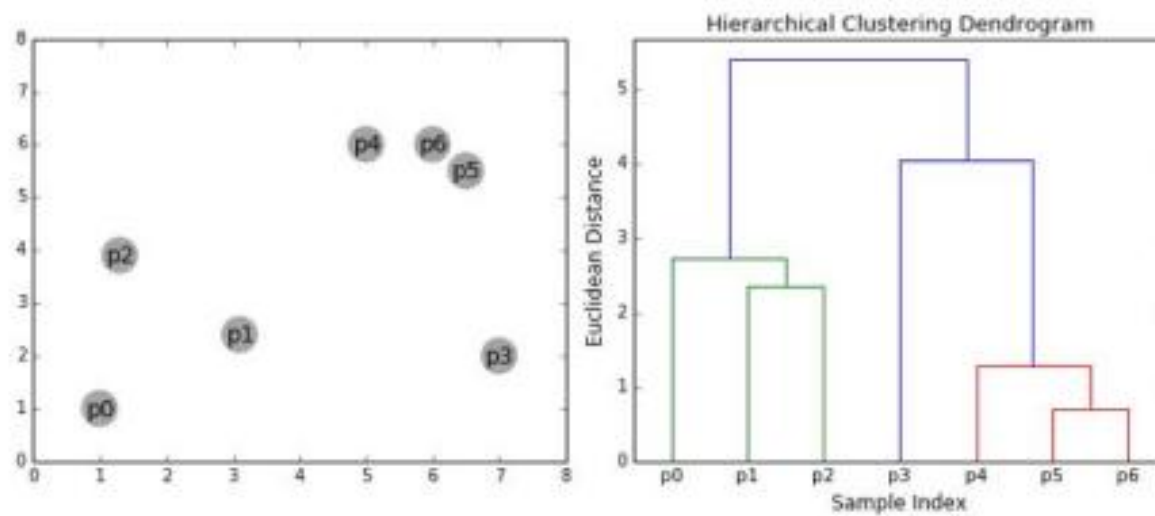 8
7
6
5
4
3
2
1
0
p4
p6
p5
p2
p1
p3
p0
0 1 2 3 4 5 6 7 8
Hierarchical Clustering Dendrogram
Euclidean Distance
5
4
3
2
1
0
p0 p1 p2 p3 p4 p5 p6
Sample Index